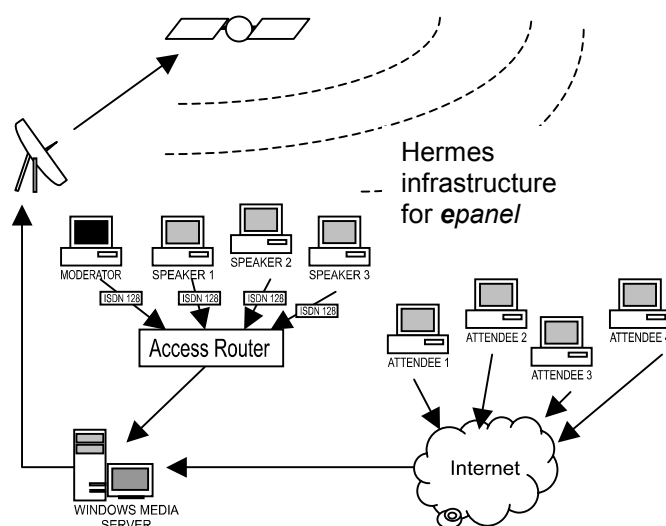 Hermes
infrastructure
for epanel
MODERATOR
SPEAKER 1
SPEAKER 2
SPEAKER 3
ISDN 128
ISDN 128
ISDN 128
ISDN 128
Access Router
ATTENDEE 1
ATTENDEE 2
ATTENDEE 3
ATTENDEE
Internet
WINDOWS MEDIA
SERVER